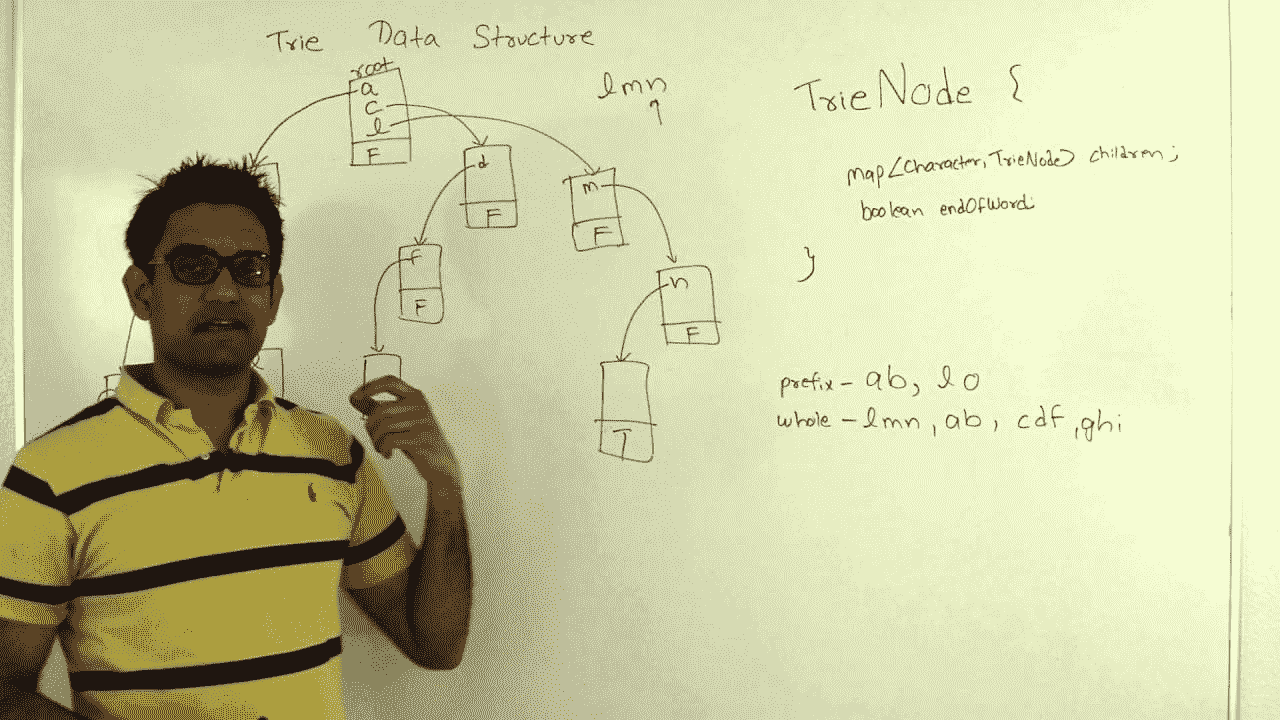 Trie Data Structure
root
a
c
l
F
lmn
d
F
m
F
f
F
n
F
T
TrieNode {
map<Character, TrieNode> children;
boolean endOfWord;
}
prefix - ab, lo
whole - lmn, ab, cdf, ghi